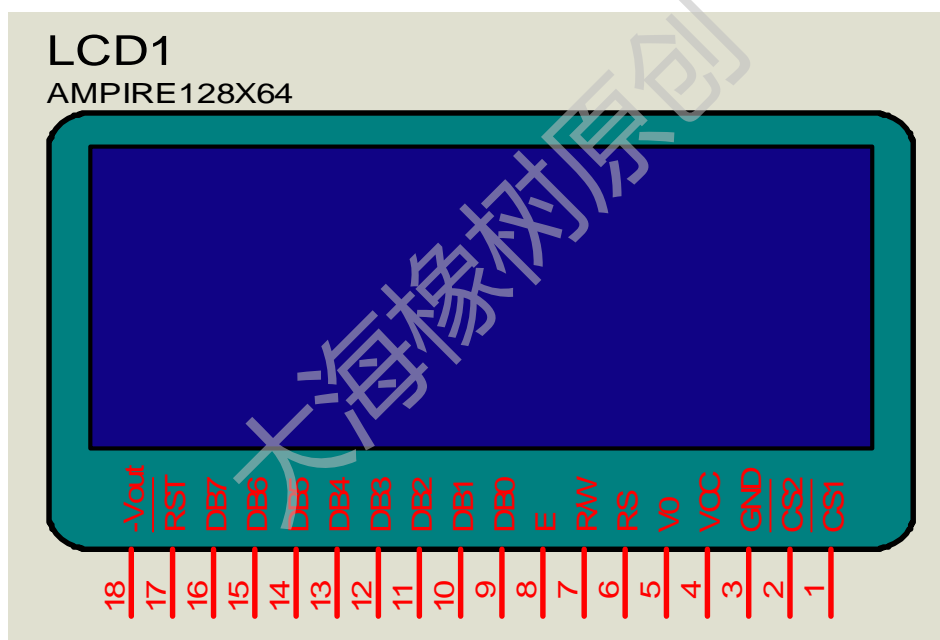 LCD1
AMPIRE128X64
大海橡树原创
-Vout RST DB7 DB6 DB5 DB4 DB3 DB2 DB1 DB0 E R/W RS V0 VCC GND CS2 CS1
18 17 16 15 14 13 12 11 10 9 8 7 6 5 4 3 2 1